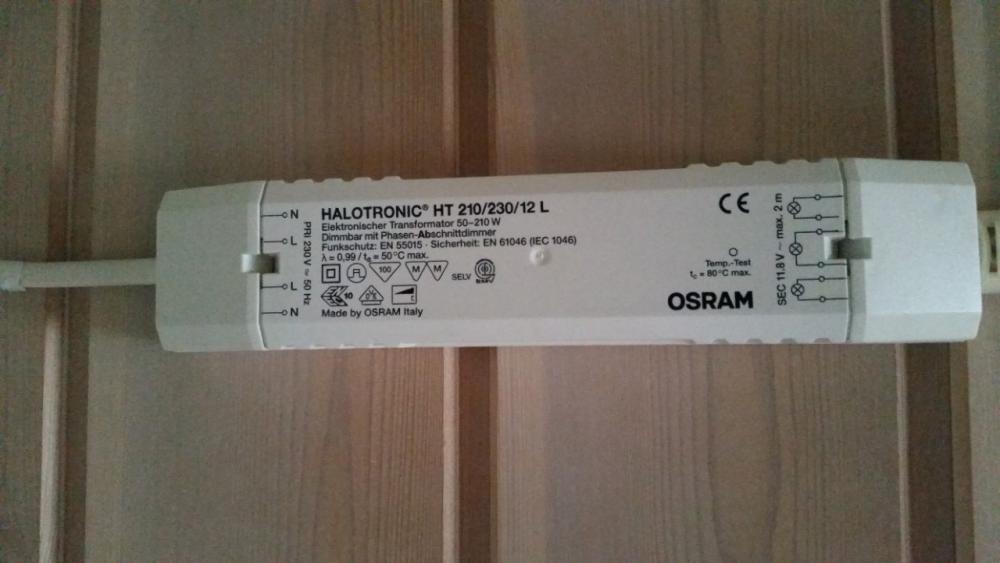 HALOTRONIC® HT 210/230/12 L
Elektronischer Transformator 50-210 W
Dimmbar mit Phasen-Abschnittdimmer
Funkschutz: EN 55015 · Sicherheit: EN 61046 (IEC 1046)
λ = 0,99 / ta = 50°C max.
100 M M SELV
10
Made by OSRAM Italy
N
L
L
N
PRI 230 V ≂ 50 Hz
CE
Temp.-Test
tc = 80°C max.
OSRAM
SEC 11.8 V ~ max. 2 m